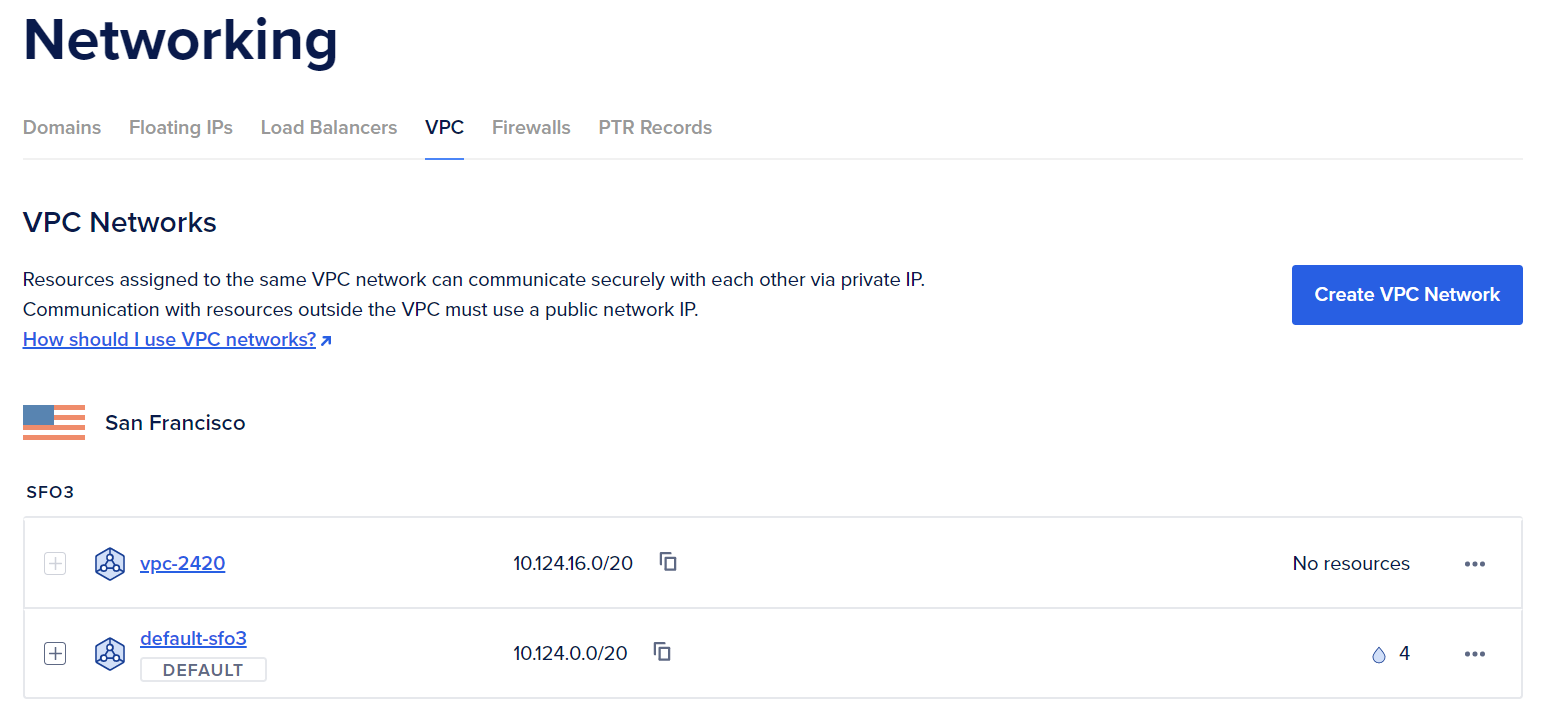 Networking
Domains Floating IPs Load Balancers VPC Firewalls PTR Records
VPC Networks
Resources assigned to the same VPC network can communicate securely with each other via private IP.
Communication with resources outside the VPC must use a public network IP.
How should I use VPC networks?
Create VPC Network
San Francisco
SFO3
vpc-2420 10.124.16.0/20 No resources
default-sfo3
DEFAULT
10.124.0.0/20 4